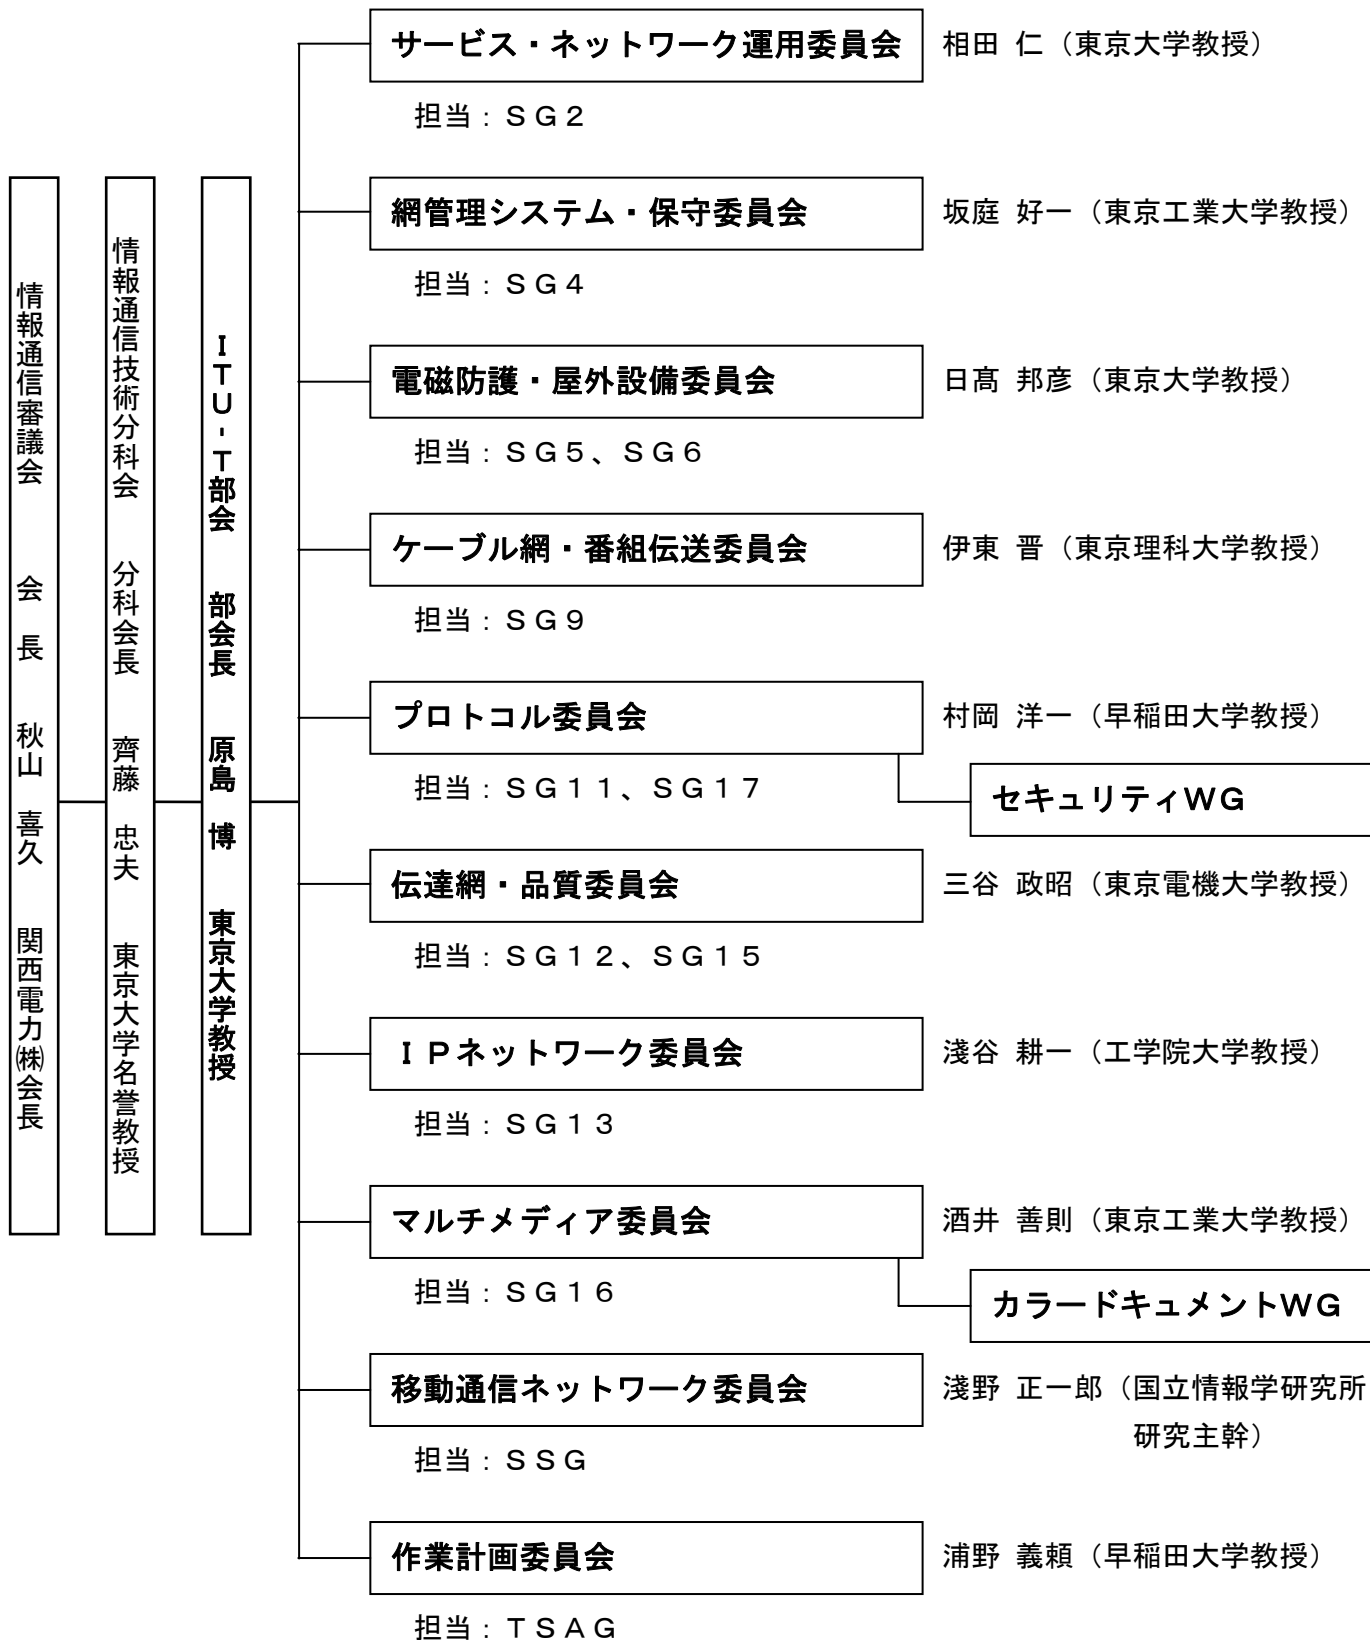 情報通信審議会 会 長 秋山 喜久 関西電力㈱会長
情報通信技術分科会 分科会長 齊藤 忠夫 東京大学名誉教授
ＩＴＵ‐Ｔ部会 部会長 原島 博 東京大学教授
サービス・ネットワーク運用委員会 相田 仁（東京大学教授）
担当：ＳＧ２
網管理システム・保守委員会 坂庭 好一（東京工業大学教授）
担当：ＳＧ４
電磁防護・屋外設備委員会 日髙 邦彦（東京大学教授）
担当：ＳＧ５、ＳＧ６
ケーブル網・番組伝送委員会 伊東 晋（東京理科大学教授）
担当：ＳＧ９
プロトコル委員会 村岡 洋一（早稲田大学教授）
担当：ＳＧ１１、ＳＧ１７
セキュリティＷＧ
伝達網・品質委員会 三谷 政昭（東京電機大学教授）
担当：ＳＧ１２、ＳＧ１５
ＩＰネットワーク委員会 淺谷 耕一（工学院大学教授）
担当：ＳＧ１３
マルチメディア委員会 酒井 善則（東京工業大学教授）
担当：ＳＧ１６
カラードキュメントＷＧ
移動通信ネットワーク委員会 淺野 正一郎（国立情報学研究所
研究主幹）
担当：ＳＳＧ
作業計画委員会 浦野 義頼（早稲田大学教授）
担当：ＴＳＡＧ